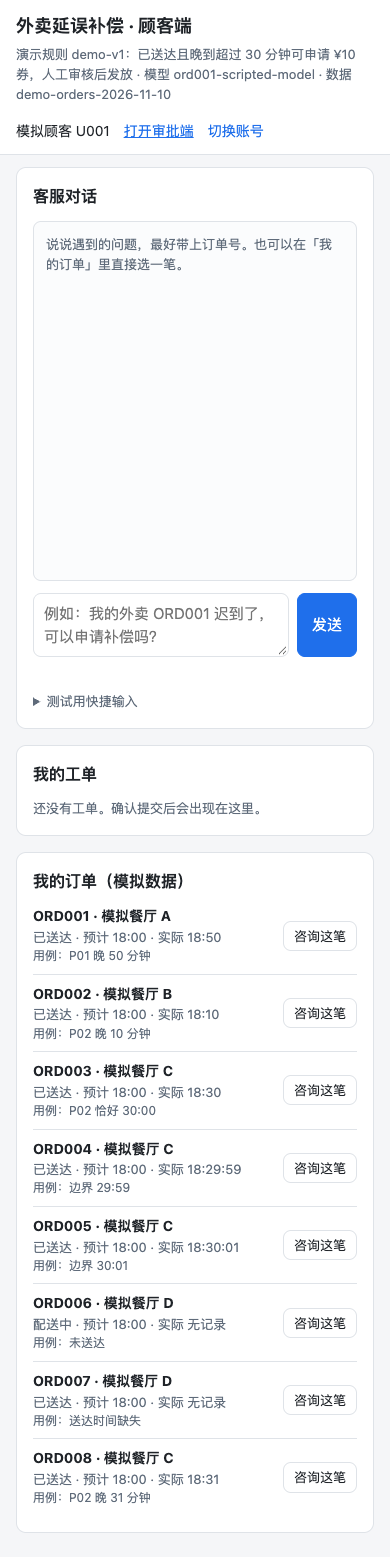 外卖延误补偿 · 顾客端
演示规则 demo-v1：已送达且晚到超过 30 分钟可申请 ¥10
券，人工审核后发放 · 模型 ord001-scripted-model · 数据
demo-orders-2026-11-10
模拟顾客 U001 打开审批端 切换账号
客服对话
说说遇到的问题，最好带上订单号。也可以在「我
的订单」里直接选一笔。
例如：我的外卖 ORD001 迟到了，
可以申请补偿吗?
发送
▶ 测试用快捷输入
我的工单
还没有工单。确认提交后会出现在这里。
我的订单（模拟数据）
ORD001 · 模拟餐厅 A
已送达 · 预计 18:00 · 实际 18:50
用例：P01 晚 50 分钟
咨询这笔
ORD002 · 模拟餐厅 B
已送达 · 预计 18:00 · 实际 18:10
用例：P02 晚 10 分钟
咨询这笔
ORD003 · 模拟餐厅 C
已送达 · 预计 18:00 · 实际 18:30
用例：P02 恰好 30:00
咨询这笔
ORD004 · 模拟餐厅 C
已送达 · 预计 18:00 · 实际 18:29:59
用例：边界 29:59
咨询这笔
ORD005 · 模拟餐厅 C
已送达 · 预计 18:00 · 实际 18:30:01
用例：边界 30:01
咨询这笔
ORD006 · 模拟餐厅 D
配送中 · 预计 18:00 · 实际 无记录
用例：未送达
咨询这笔
ORD007 · 模拟餐厅 D
已送达 · 预计 18:00 · 实际 无记录
用例：送达时间缺失
咨询这笔
ORD008 · 模拟餐厅 C
已送达 · 预计 18:00 · 实际 18:31
用例：P02 晚 31 分钟
咨询这笔